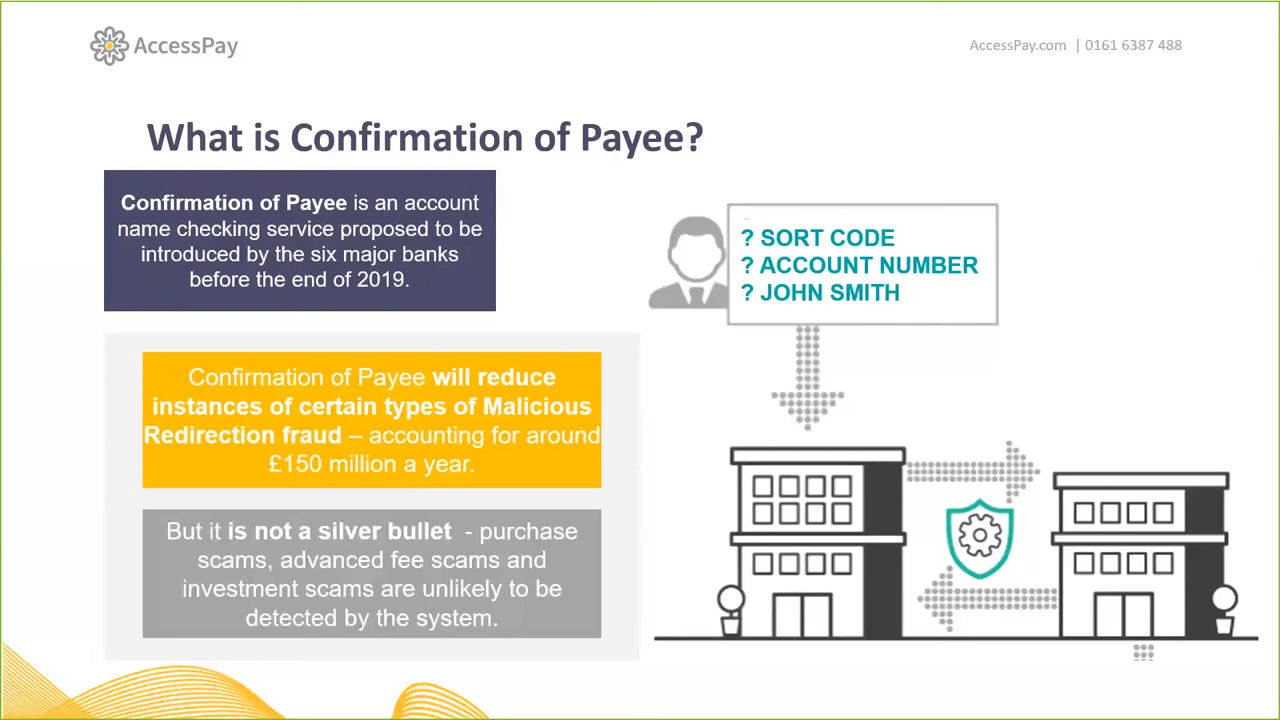 AccessPay
AccessPay.com | 0161 6387 488
What is Confirmation of Payee?
Confirmation of Payee is an account
name checking service proposed to be
introduced by the six major banks
before the end of 2019.
? SORT CODE
? ACCOUNT NUMBER
? JOHN SMITH
Confirmation of Payee will reduce
instances of certain types of Malicious
Redirection fraud – accounting for around
£150 million a year.
But it is not a silver bullet - purchase
scams, advanced fee scams and
investment scams are unlikely to be
detected by the system.